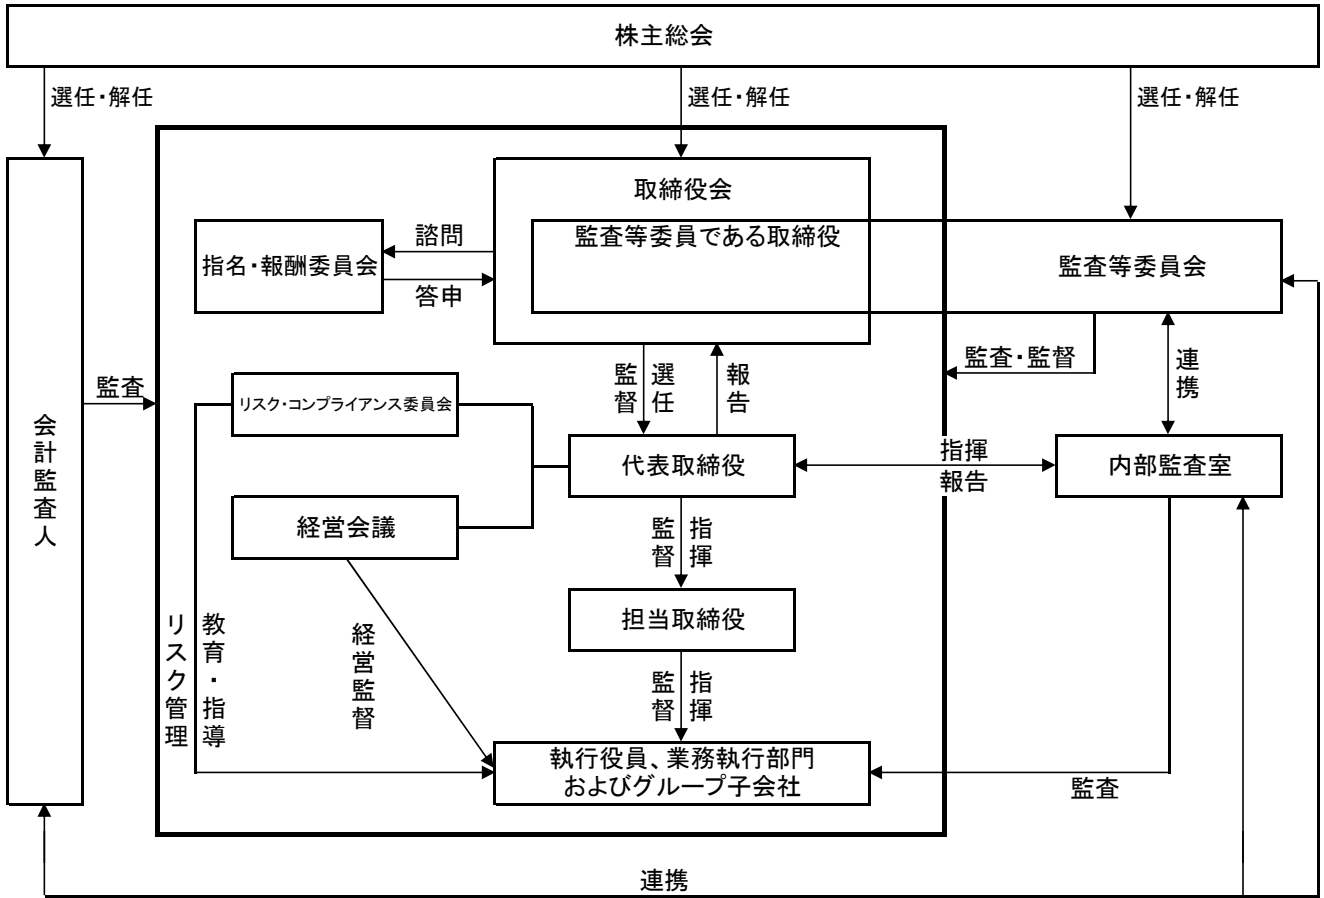 株主総会
選任・解任
選任・解任
選任・解任
取締役会
監査等委員である取締役
監査等委員会
指名・報酬委員会
諮問
答申
監査・監督
連携
監督
選任
報告
監査
リスク・コンプライアンス委員会
会計監査人
代表取締役
指揮
報告
内部監査室
経営会議
監督
指揮
担当取締役
リスク管理
教育・指導
経営監督
監督
指揮
執行役員、業務執行部門
およびグループ子会社
監査
連携